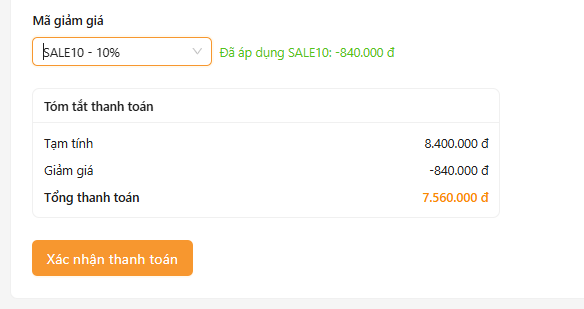 Mã giảm giá
SALE10 - 10% Đã áp dụng SALE10: -840.000 đ
Tóm tắt thanh toán
Tạm tính 8.400.000 đ
Giảm giá -840.000 đ
Tổng thanh toán 7.560.000 đ
Xác nhận thanh toán